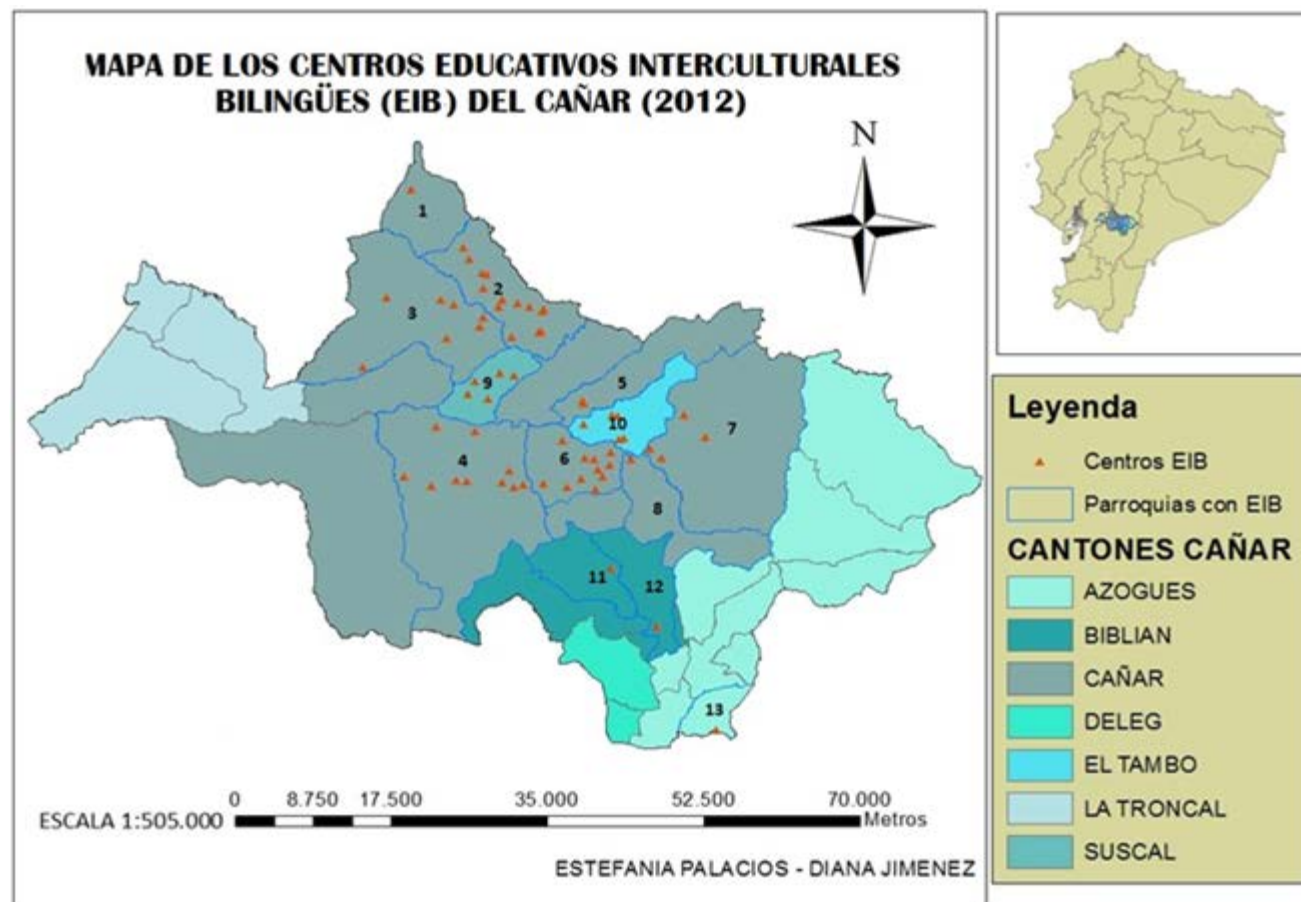 MAPA DE LOS CENTROS EDUCATIVOS INTERCULTURALES
BILINGÜES (EIB) DEL CAÑAR (2012)
N
1
2
3
9
5
10
7
4
6
8
11
12
13
0 8.750 17.500 35.000 52.500 70.000
ESCALA 1:505.000
Metros
ESTEFANIA PALACIOS - DIANA JIMENEZ
Leyenda
Centros EIB
Parroquias con EIB
CANTONES CAÑAR
AZOGUES
BIBLIAN
CAÑAR
DELEG
EL TAMBO
LA TRONCAL
SUSCAL